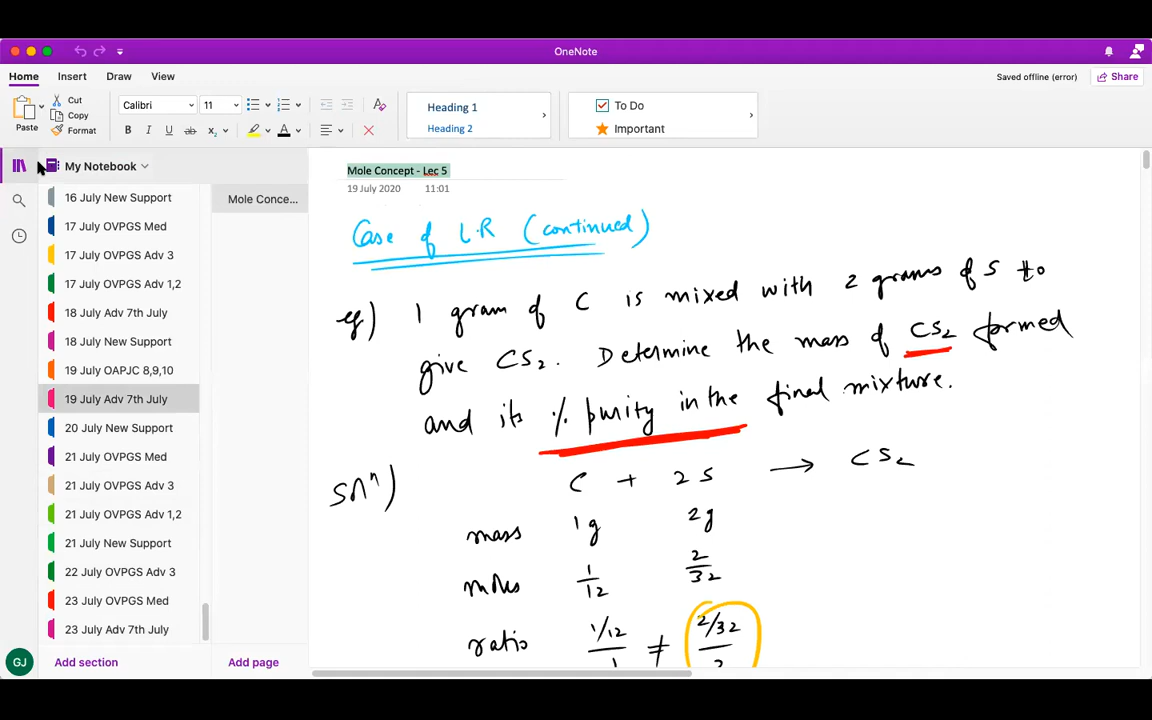 OneNote
Home Insert Draw View
Saved offline (error) Share
Paste
Cut
Copy
Format
Calibri 11
B I U ab x₂ A
Heading 1
Heading 2
To Do
Important
My Notebook
16 July New Support
17 July OVPGS Med
17 July OVPGS Adv 3
17 July OVPGS Adv 1,2
18 July Adv 7th July
18 July New Support
19 July OAPJC 8,9,10
19 July Adv 7th July
20 July New Support
21 July OVPGS Med
21 July OVPGS Adv 3
21 July OVPGS Adv 1,2
21 July New Support
22 July OVPGS Adv 3
23 July OVPGS Med
23 July Adv 7th July
GJ
Add section
Mole Conce...
Add page
Mole Concept - Lec 5
19 July 2020 11:01
Case of L.R (continued)
eg) 1 gram of C is mixed with 2 grams of S to
give CS₂. Determine the mass of CS₂ formed
and its % purity in the final mixture.
Solⁿ) C + 2S → CS₂
mass 1g 2g
moles 1/12 2/32
ratio (1/12)/1 ≠ (2/32)/2